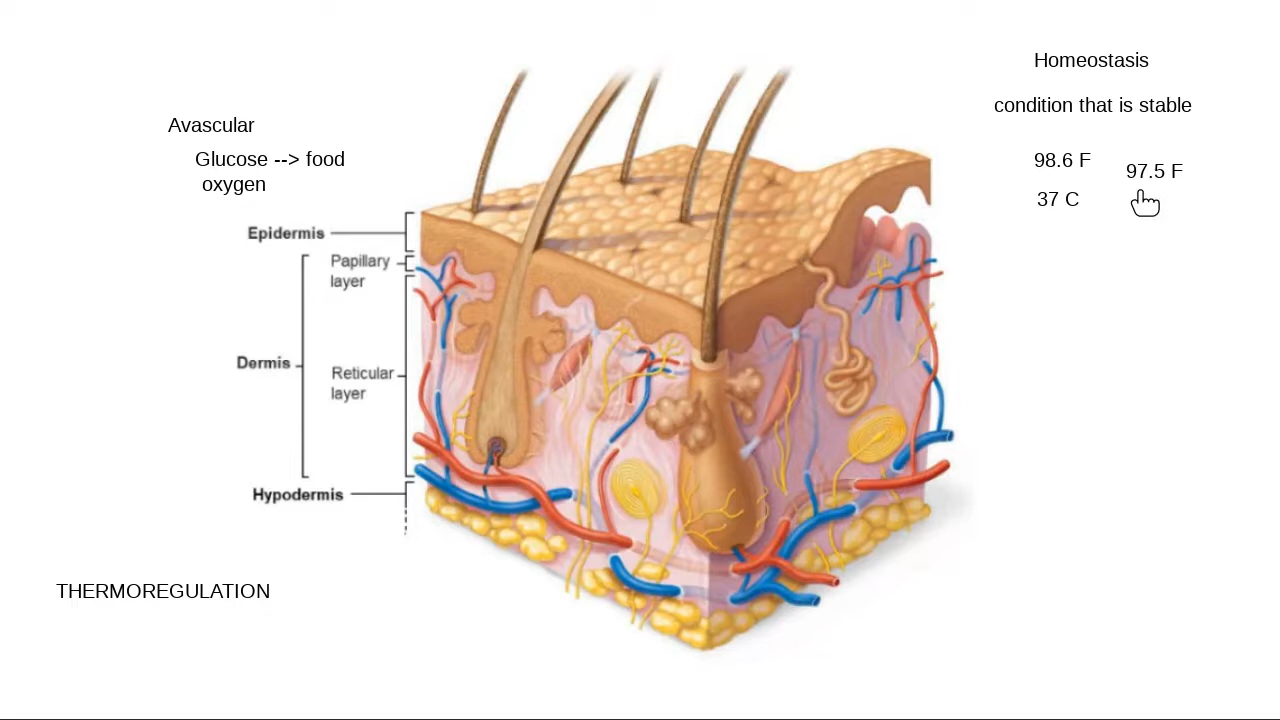 Homeostasis
condition that is stable
98.6 F
97.5 F
37 C
Avascular
Glucose --> food
oxygen
Epidermis
Papillary
layer
Dermis
Reticular
layer
Hypodermis
THERMOREGULATION